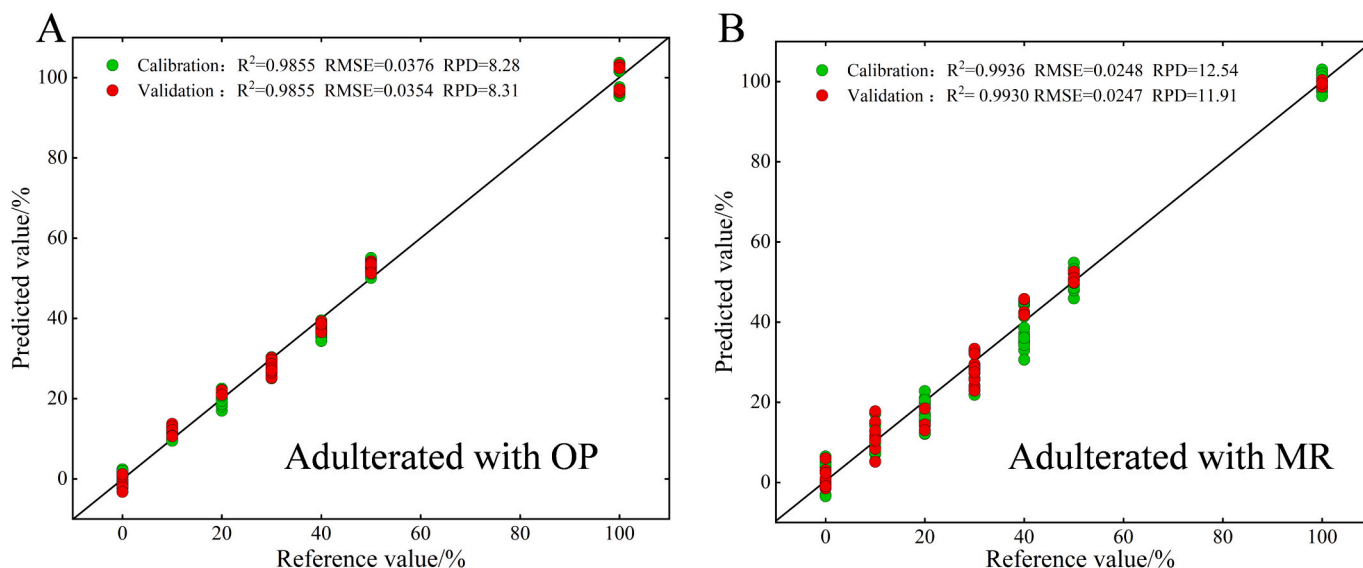 A
Calibration: R²=0.9855 RMSE=0.0376 RPD=8.28
Validation : R²=0.9855 RMSE=0.0354 RPD=8.31
100
80
60
40
20
0
Predicted value/%
Adulterated with OP
0 20 40 60 80 100
Reference value/%
B
Calibration: R²=0.9936 RMSE=0.0248 RPD=12.54
Validation : R²= 0.9930 RMSE=0.0247 RPD=11.91
100
80
60
40
20
0
Predicted value/%
Adulterated with MR
0 20 40 60 80 100
Reference value/%